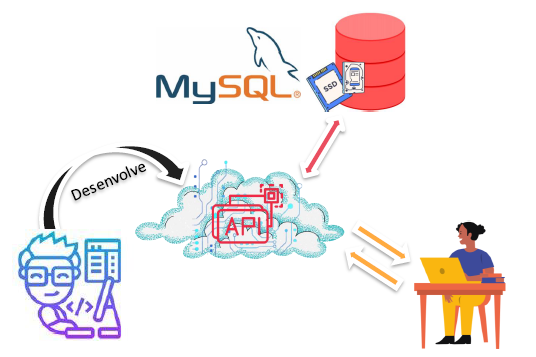 MySQL®
SSD
Desenvolve
API
</>